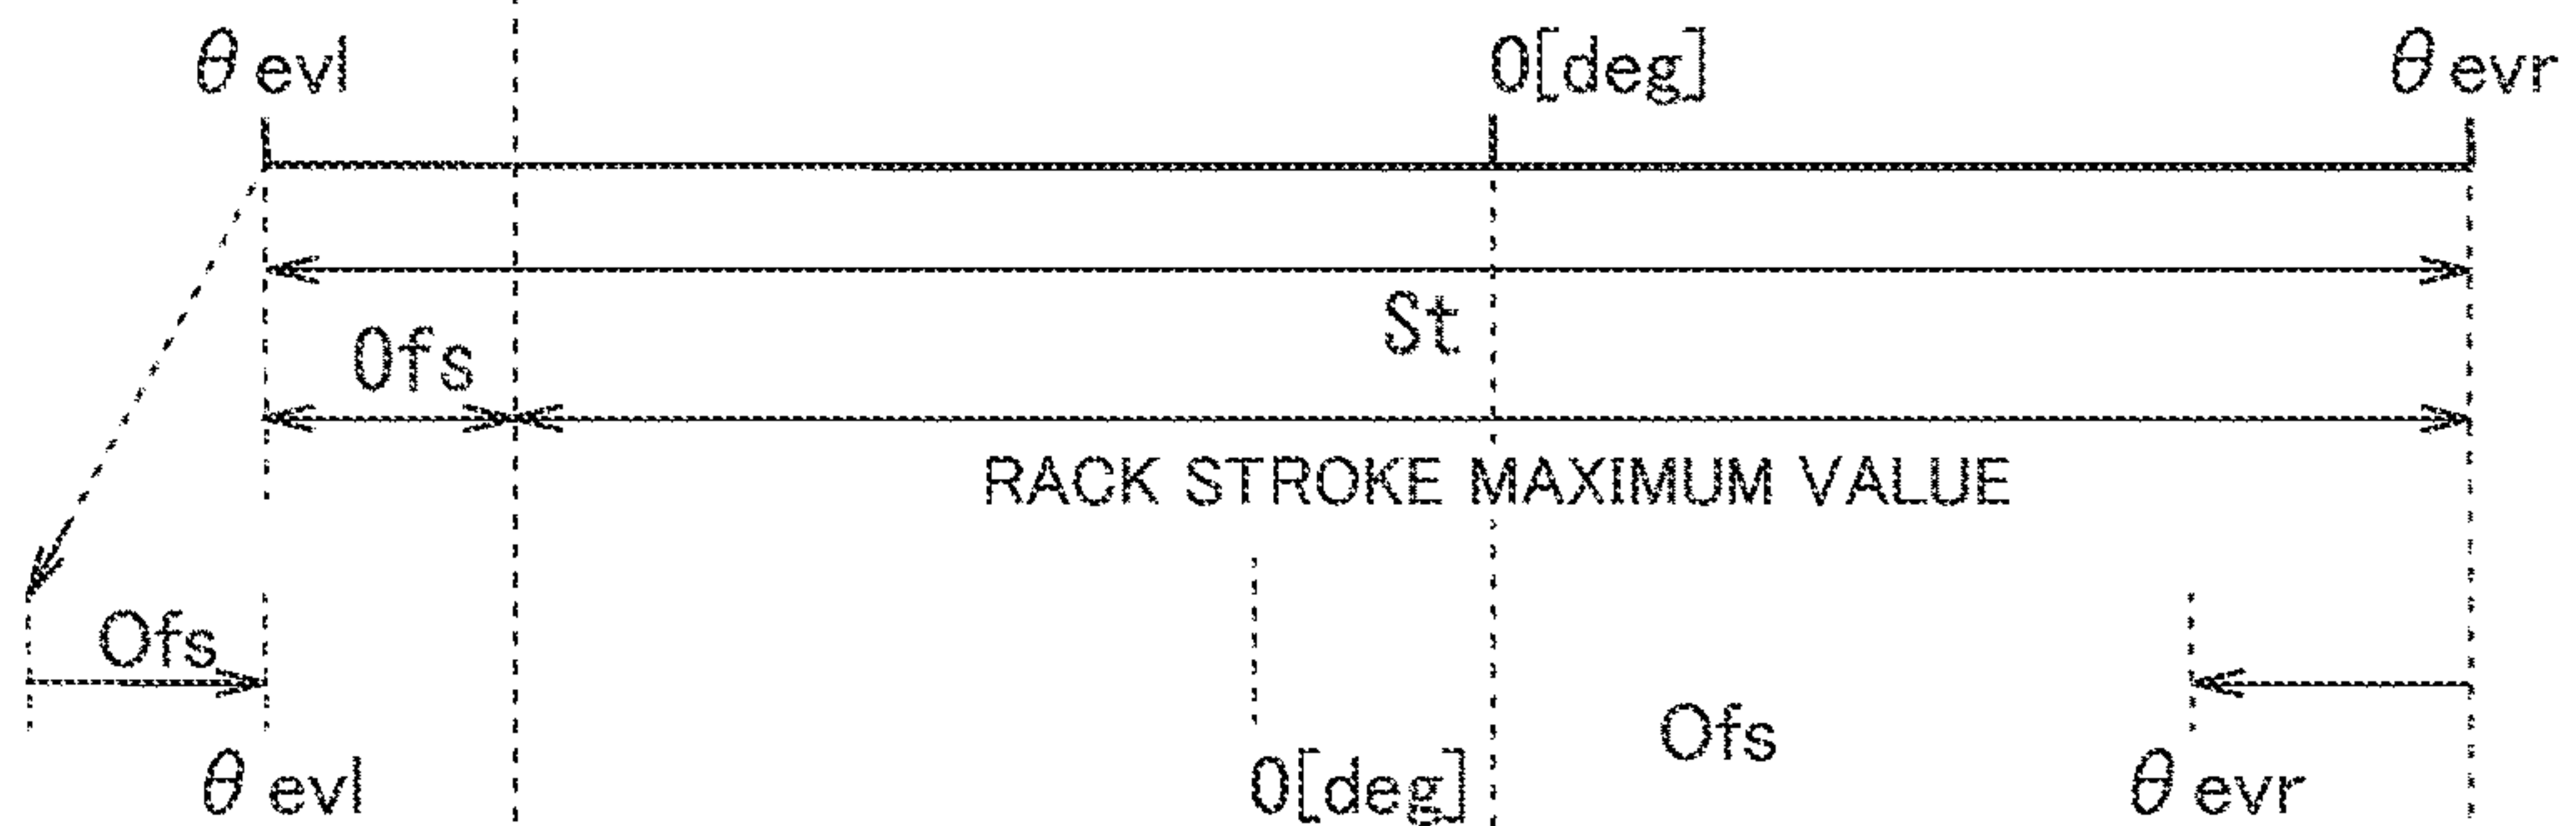 θ evl 0[deg] θ evr
St
Ofs
RACK STROKE MAXIMUM VALUE
Ofs
Ofs
θ evl 0[deg] θ evr